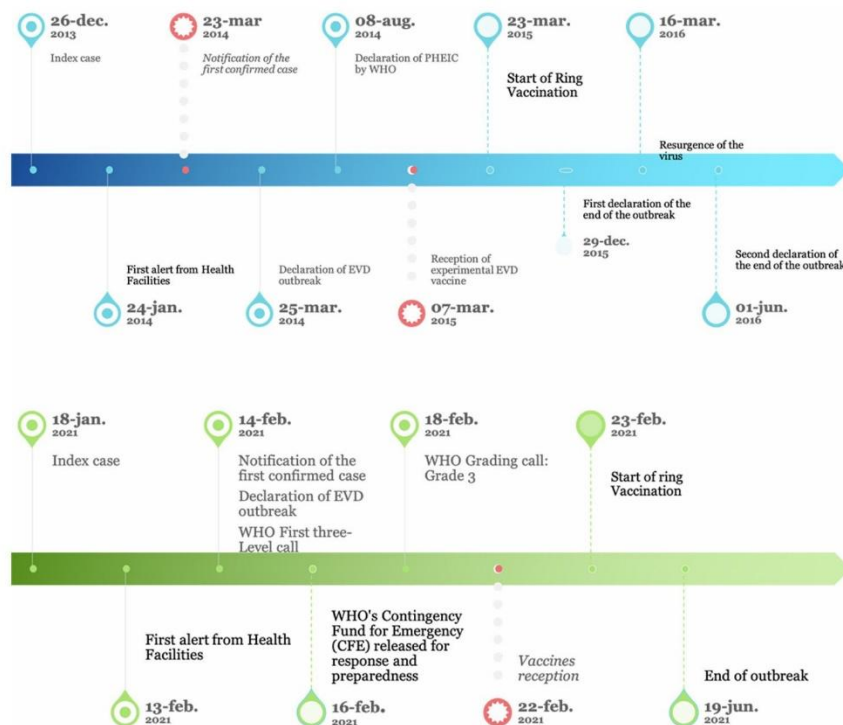 26-dec.
2013
Index case
23-mar
2014
Notification of the
first confirmed case
08-aug.
2014
Declaration of PHEIC
by WHO
23-mar.
2015
Start of Ring
Vaccination
16-mar.
2016
Resurgence of the
virus
First alert from Health
Facilities
24-jan.
2014
Declaration of EVD
outbreak
25-mar.
2014
Reception of
experimental EVD
vaccine
07-mar.
2015
First declaration of the
end of the outbreak
29-dec.
2015
Second declaration of
the end of the outbreak
01-jun.
2016
18-jan.
2021
Index case
14-feb.
2021
Notification of the
first confirmed case
Declaration of EVD
outbreak
WHO First three-
Level call
18-feb.
2021
WHO Grading call:
Grade 3
23-feb.
2021
Start of ring
Vaccination
First alert from Health
Facilities
13-feb.
2021
WHO's Contingency
Fund for Emergency
(CFE) released for
response and
preparedness
16-feb.
2021
Vaccines
reception
22-feb.
2021
End of outbreak
19-jun.
2021